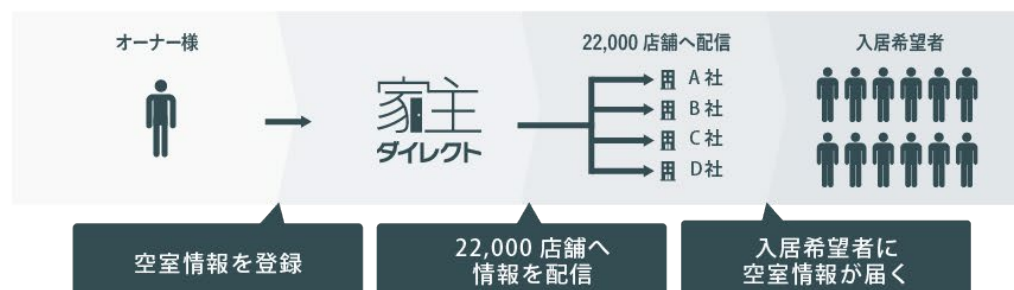 オーナー様
家主
ダイレクト
22,000 店舗へ配信
A 社
B 社
C 社
D 社
入居希望者
空室情報を登録
22,000 店舗へ
情報を配信
入居希望者に
空室情報が届く